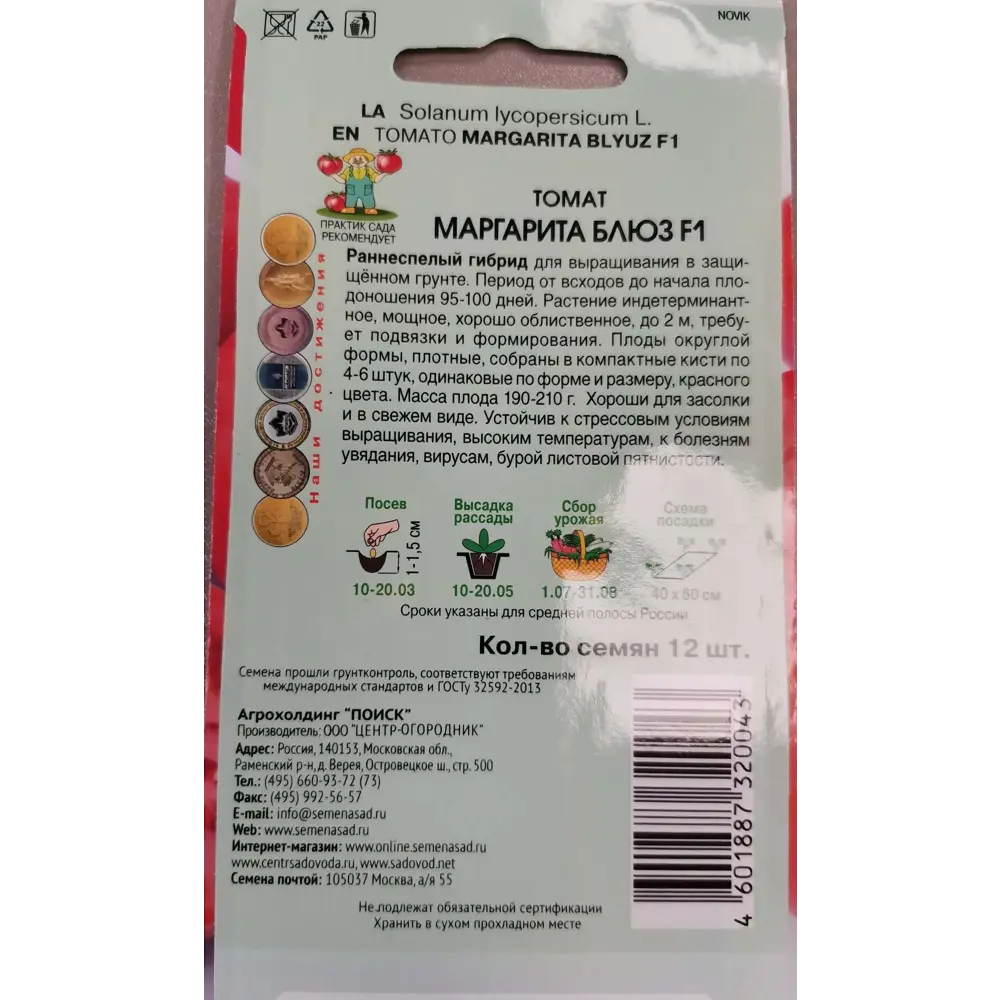 NOVIK
22
PAP
LA Solanum lycopersicum L.
EN TOMATO MARGARITA BLYUZ F1
ПРАКТИК САДА
РЕКОМЕНДУЕТ
ТОМАТ
МАРГАРИТА БЛЮЗ F1
Наши достижения
Раннеспелый гибрид для выращивания в защи-
щённом грунте. Период от всходов до начала пло-
доношения 95-100 дней. Растение индетерминант-
ное, мощное, хорошо облиственное, до 2 м, требу-
ет подвязки и формирования. Плоды округлой
формы, плотные, собраны в компактные кисти по
4-6 штук, одинаковые по форме и размеру, красного
цвета. Масса плода 190-210 г. Хороши для засолки
и в свежем виде. Устойчив к стрессовым условиям
выращивания, высоким температурам, к болезням
увядания, вирусам, бурой листовой пятнистости.
Посев
1-1,5 см
10-20.03
Высадка
рассады
10-20.05
Сбор
урожая
1.07-31.08
Схема
посадки
40 x 60 см
Сроки указаны для средней полосы России
Кол-во семян 12 шт.
Семена прошли грунтконтроль, соответствуют требованиям
международных стандартов и ГОСТу 32592-2013
Агрохолдинг "ПОИСК"
Производитель: ООО "ЦЕНТР-ОГОРОДНИК"
Адрес: Россия, 140153, Московская обл.,
Раменский р-н, д. Верея, Островецкое ш., стр. 500
Тел.: (495) 660-93-72 (73)
Факс: (495) 992-56-57
E-mail: info@semenasad.ru
Web: www.semenasad.ru
Интернет-магазин: www.online.semenasad.ru
www.centrsadovoda.ru, www.sadovod.net
Семена почтой: 105037 Москва, а/я 55
4 601887 320043
Не подлежат обязательной сертификации
Хранить в сухом прохладном месте